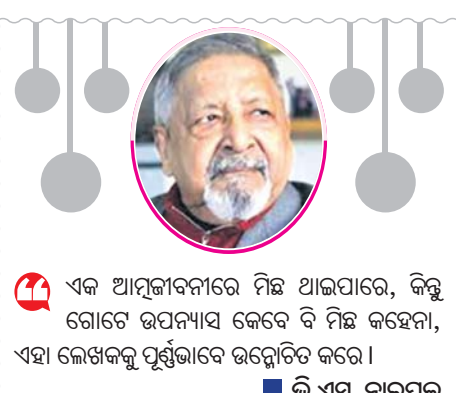 ଏକ ଆତ୍ମଜୀବନୀରେ ମିଛ ଥାଇପାରେ, କିନ୍ତୁ
ଗୋଟେ ଉପନ୍ୟାସ କେବେ ବି ମିଛ କହେନା,
ଏହା ଲେଖକକୁ ପୂର୍ଣ୍ଣଭାବେ ଉନ୍ମୋଚିତ କରେ।